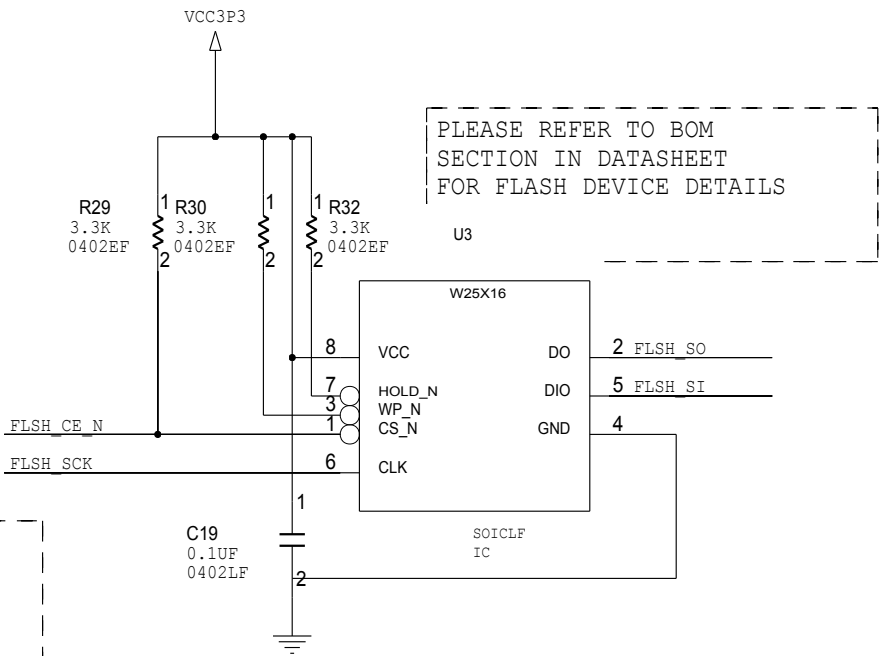 VCC3P3
PLEASE REFER TO BOM
SECTION IN DATASHEET
FOR FLASH DEVICE DETAILS
R29
3.3K
0402EF
1
2
R30
3.3K
0402EF
1
2
R32
3.3K
0402EF
1
2
U3
W25X16
8 VCC
7 HOLD_N
3 WP_N
1 CS_N
6 CLK
DO 2 FLSH_SO
DIO 5 FLSH_SI
GND 4
FLSH_CE_N
FLSH_SCK
C19
0.1UF
0402LF
1
2
SOICLF
IC